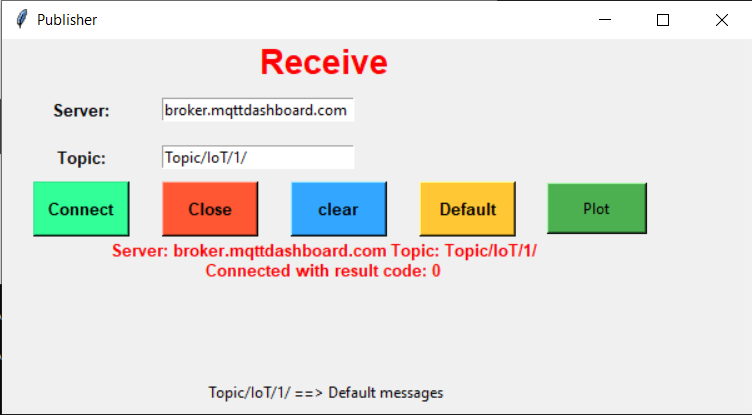 Publisher
Receive
Server: broker.mqttdashboard.com
Topic: Topic/IoT/1/
Connect Close clear Default Plot
Server: broker.mqttdashboard.com Topic: Topic/IoT/1/
Connected with result code: 0
Topic/IoT/1/ ==> Default messages